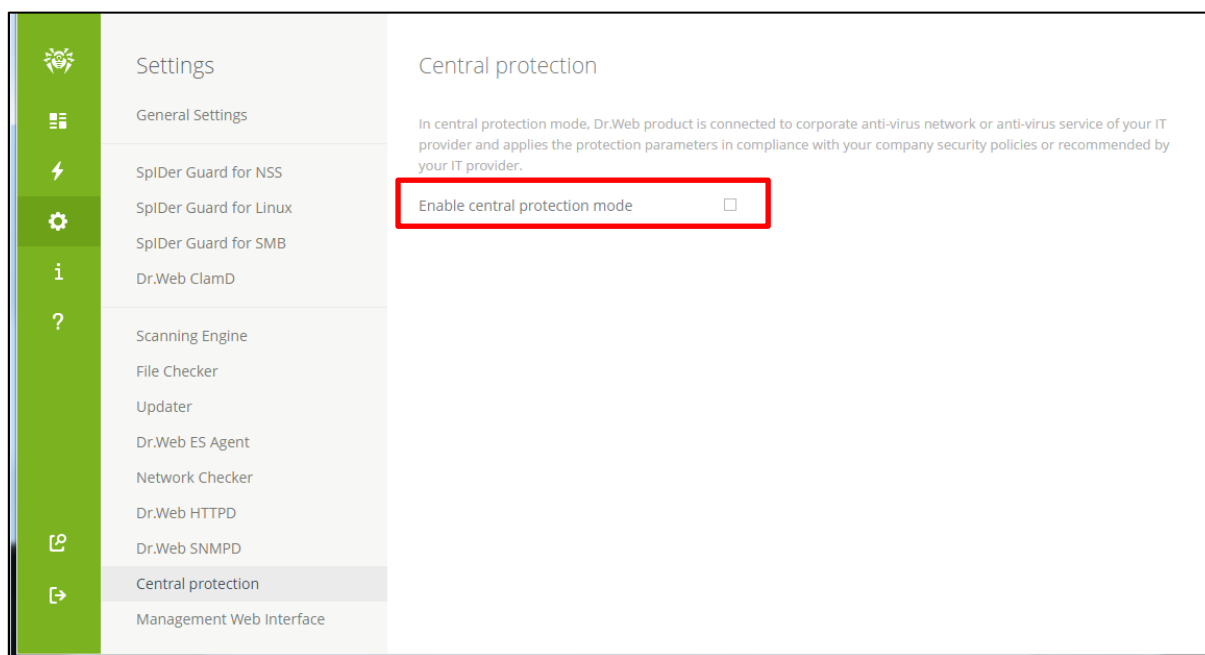 Settings
General Settings
SpIDer Guard for NSS
SpIDer Guard for Linux
SpIDer Guard for SMB
Dr.Web ClamD
Scanning Engine
File Checker
Updater
Dr.Web ES Agent
Network Checker
Dr.Web HTTPD
Dr.Web SNMPD
Central protection
Management Web Interface
Central protection
In central protection mode, Dr.Web product is connected to corporate anti-virus network or anti-virus service of your IT
provider and applies the protection parameters in compliance with your company security policies or recommended by
your IT provider.
Enable central protection mode